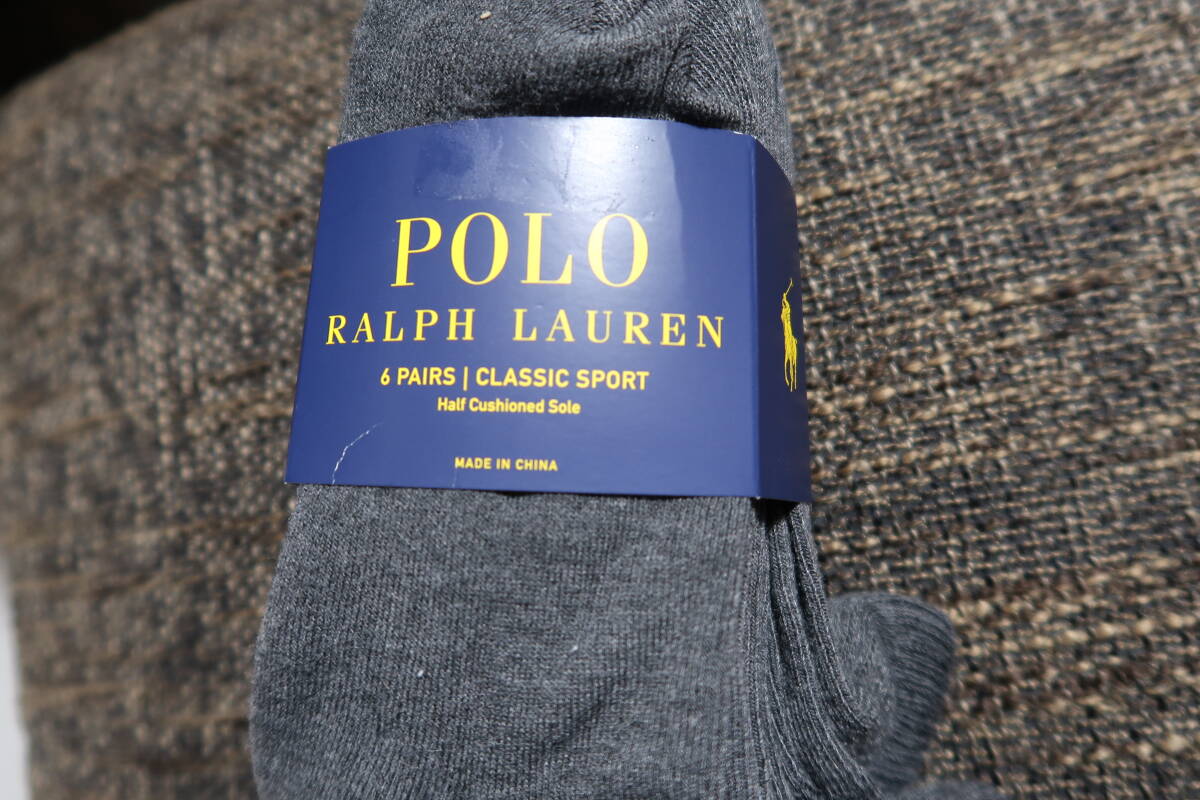 POLO
RALPH LAUREN
6 PAIRS | CLASSIC SPORT
Half Cushioned Sole
MADE IN CHINA